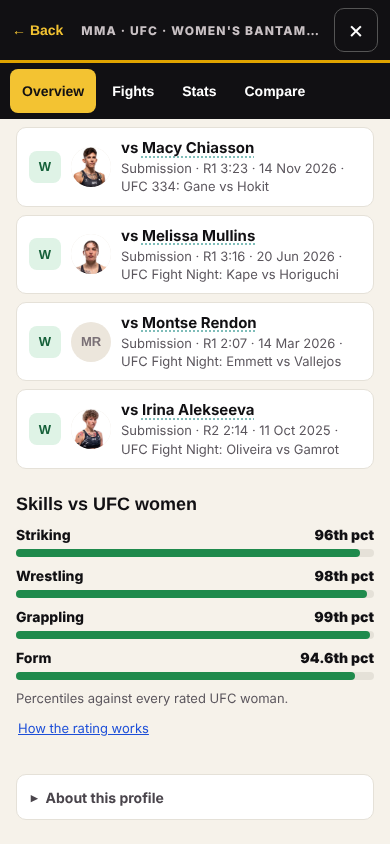 ← Back MMA · UFC · WOMEN'S BANTAM... ×
Overview Fights Stats Compare
W
vs Macy Chiasson
Submission · R1 3:23 · 14 Nov 2026 ·
UFC 334: Gane vs Hokit
W
vs Melissa Mullins
Submission · R1 3:16 · 20 Jun 2026 ·
UFC Fight Night: Kape vs Horiguchi
W
MR
vs Montse Rendon
Submission · R1 2:07 · 14 Mar 2026 ·
UFC Fight Night: Emmett vs Vallejos
W
vs Irina Alekseeva
Submission · R2 2:14 · 11 Oct 2025 ·
UFC Fight Night: Oliveira vs Gamrot
Skills vs UFC women
Striking 96th pct
Wrestling 98th pct
Grappling 99th pct
Form 94.6th pct
Percentiles against every rated UFC woman.
How the rating works
▸ About this profile